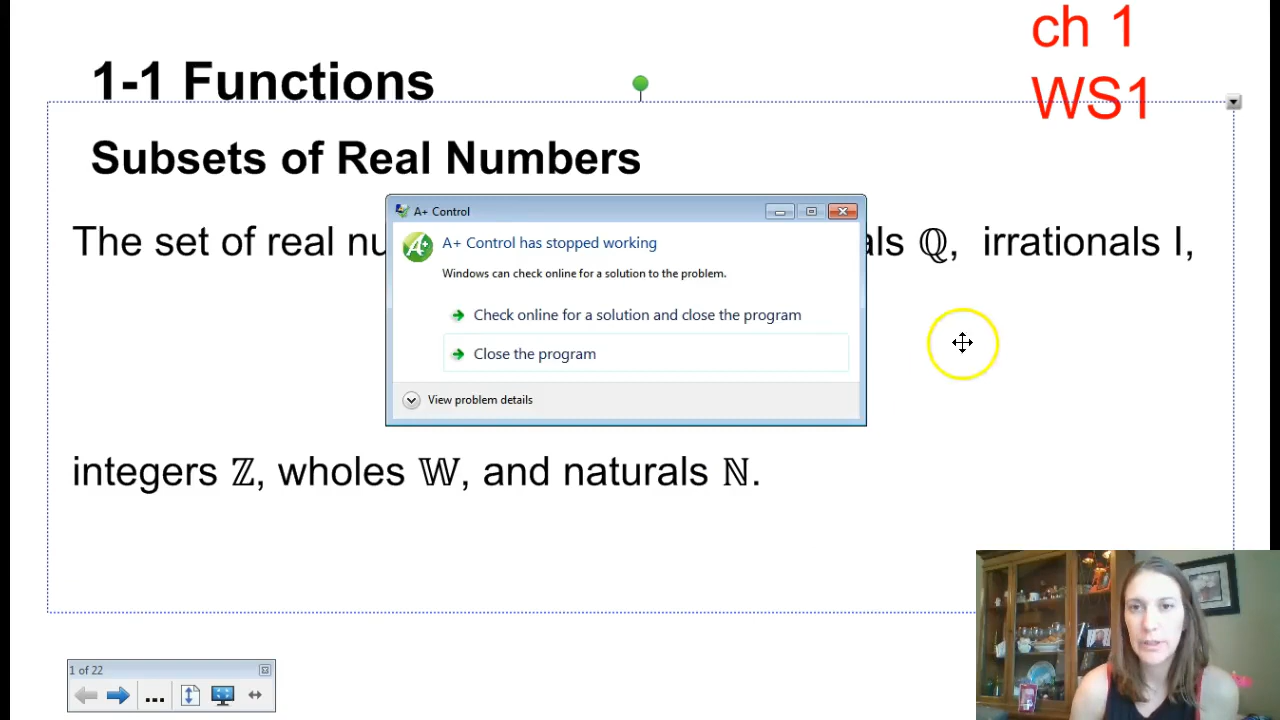 ch 1
WS1
1-1 Functions
Subsets of Real Numbers
The set of real nu
als ℚ, irrationals I,
A+ Control
A+ Control has stopped working
Windows can check online for a solution to the problem.
Check online for a solution and close the program
Close the program
View problem details
integers ℤ, wholes 𝕎, and naturals ℕ.
1 of 22